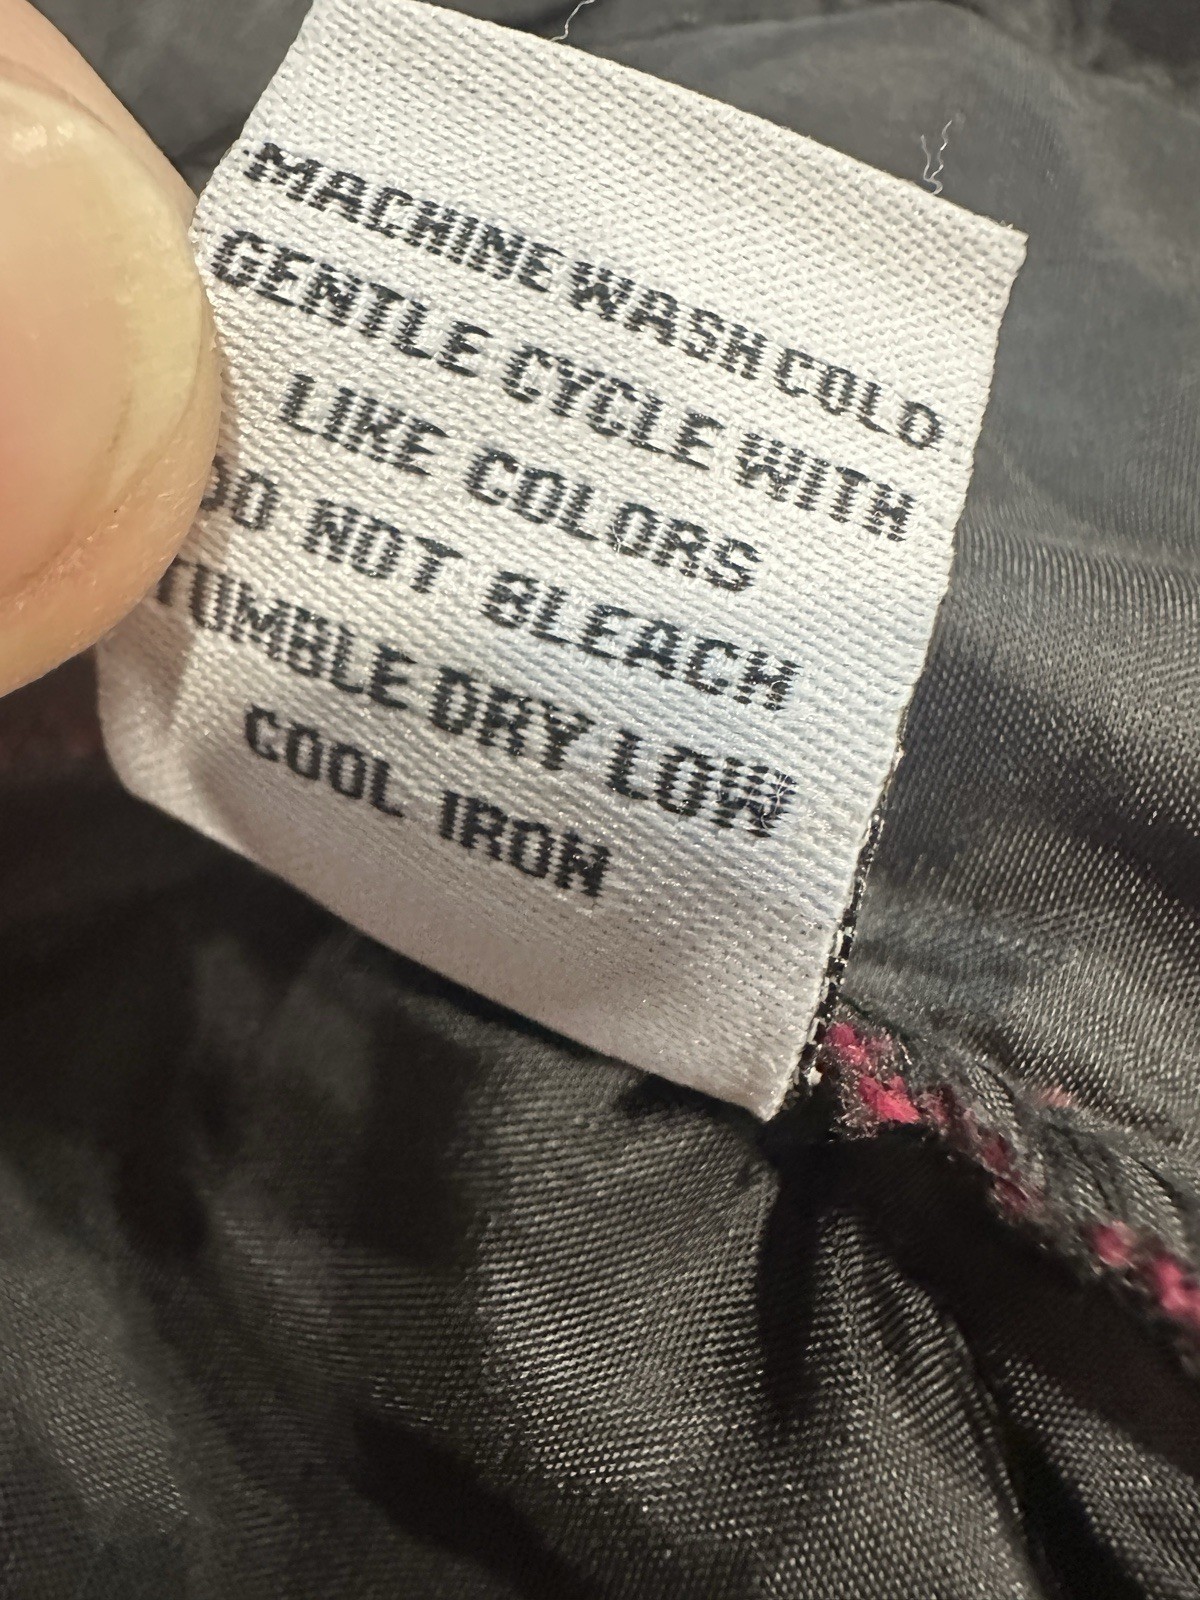 MACHINE WASH COLD
GENTLE CYCLE WITH
LIKE COLORS
DO NOT BLEACH
TUMBLE DRY LOW
COOL IRON